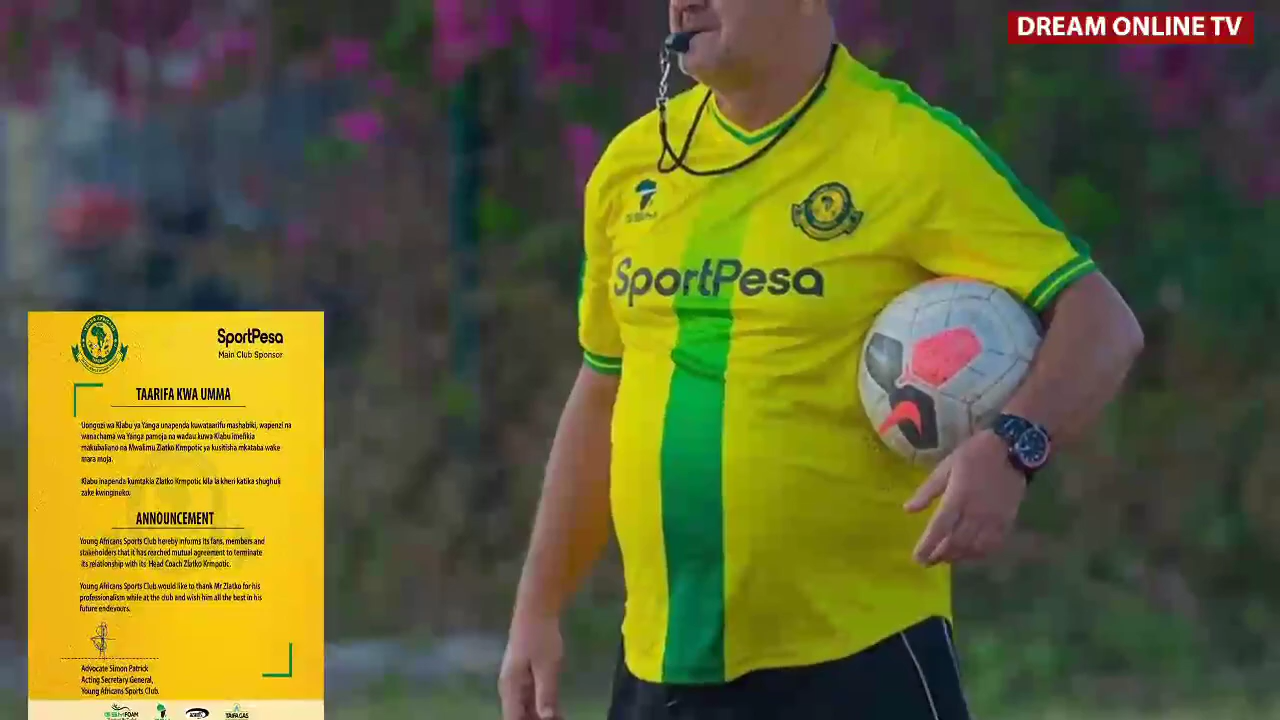 DREAM ONLINE TV
SportPesa
SportPesa
Main Club Sponsor
TAARIFA KWA UMMA
Uongozi wa Klabu ya Yanga unapenda kuwataarifu mashabiki, wapenzi na
wanachama wa Yanga pamoja na wadau kuwa Klabu imefikia
makubaliano na Mwalimu Zlatko Krmpotic ya kusitisha mkataba wake
mara moja.
Klabu inapenda kumtakia Zlatko Krmpotic kila la kheri katika shughuli
zake kwingineko.
ANNOUNCEMENT
Young Africans Sports Club hereby informs its fans, members and
stakeholders that it has reached mutual agreement to terminate
its relationship with its Head Coach Zlatko Krmpotic.
Young Africans Sports Club would like to thank Mr Zlatko for his
professionalism while at the club and wish him all the best in his
future endevours.
Advocate Simon Patrick
Acting Secretary General,
Young Africans Sports Club.
TAIFA GAS